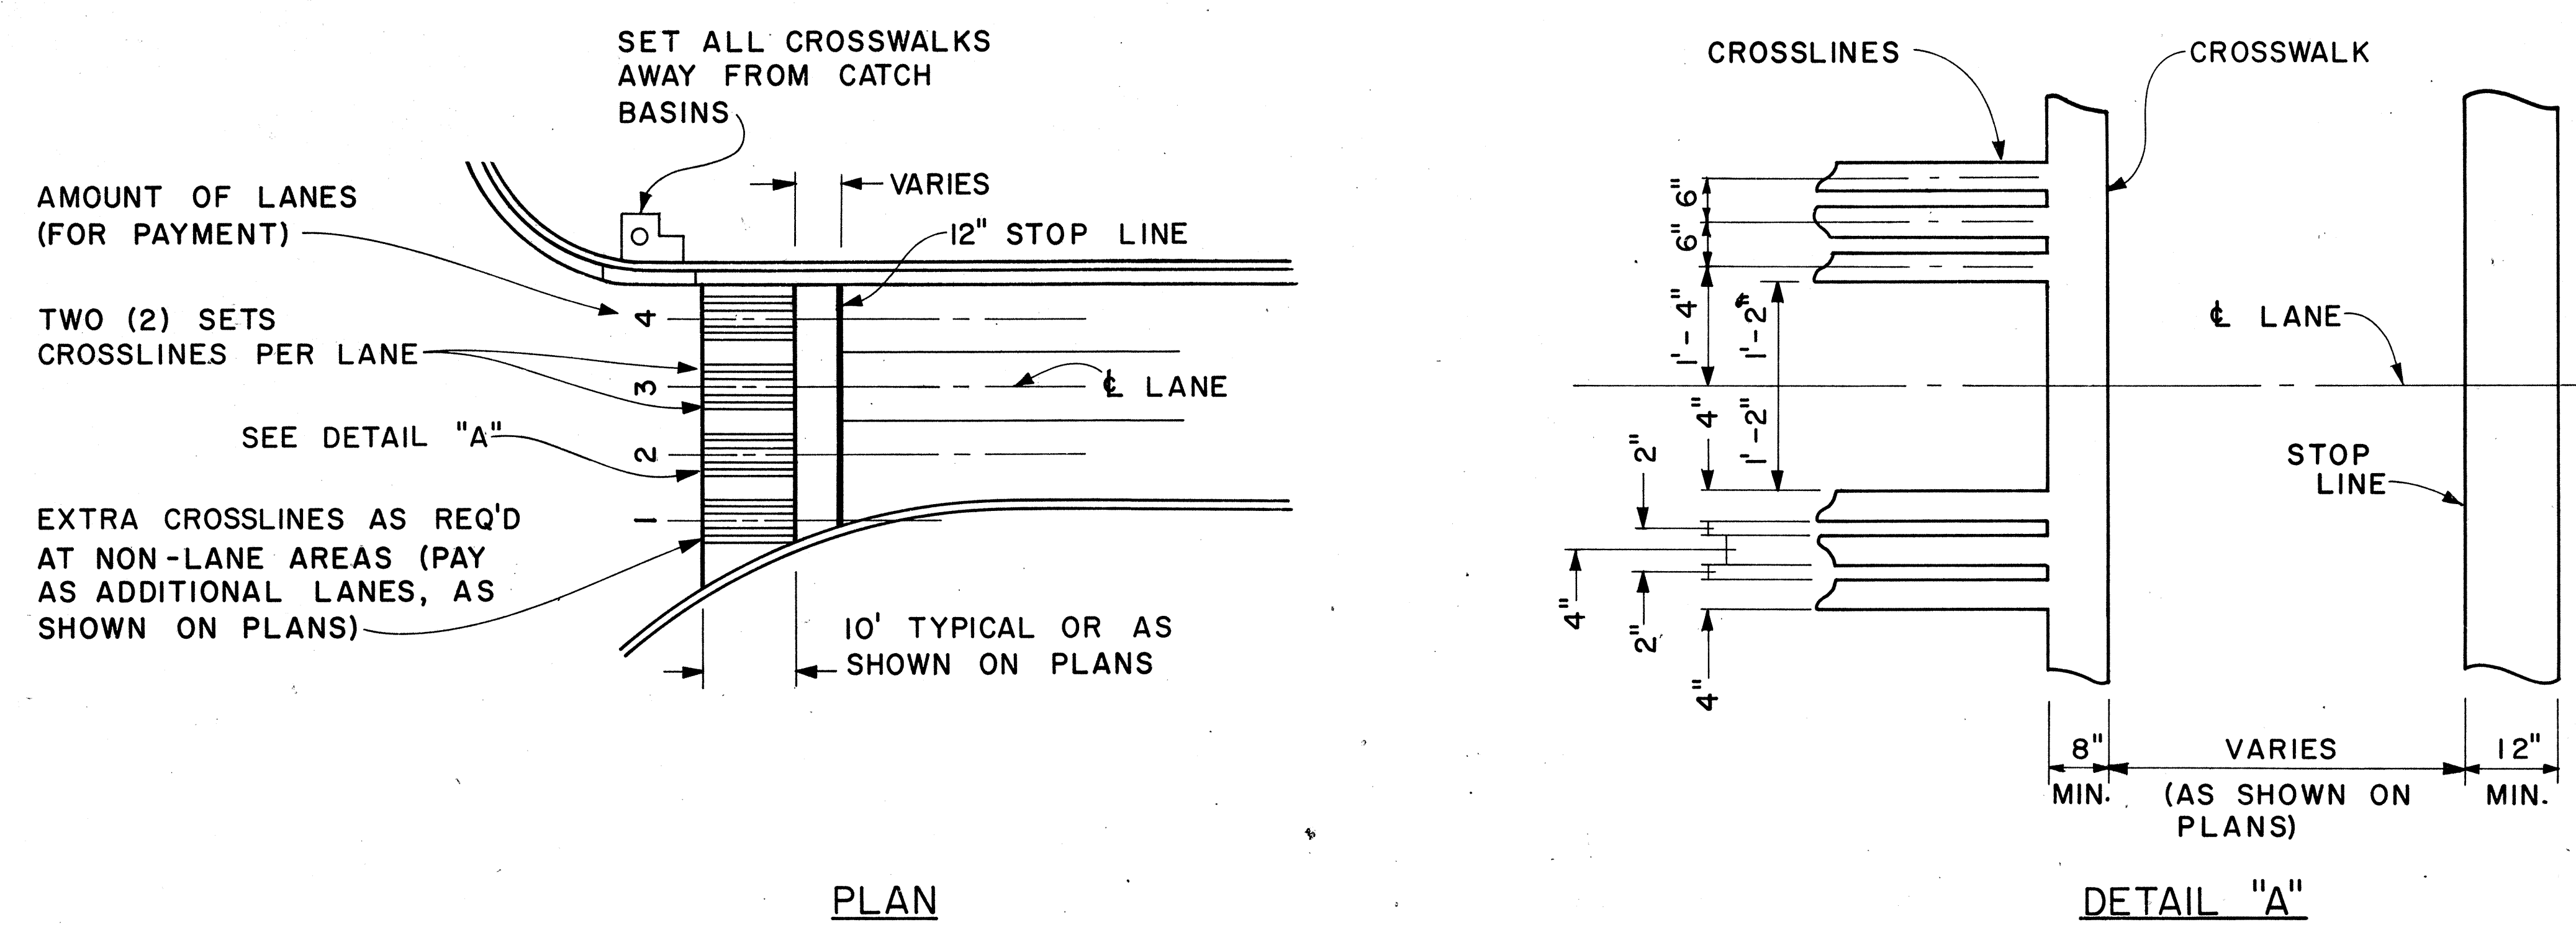 SET ALL CROSSWALKS
AWAY FROM CATCH
BASINS
AMOUNT OF LANES
(FOR PAYMENT)
VARIES
12" STOP LINE
TWO (2) SETS
CROSSLINES PER LANE
4
3
2
1
℄ LANE
SEE DETAIL "A"
EXTRA CROSSLINES AS REQ'D
AT NON-LANE AREAS (PAY
AS ADDITIONAL LANES, AS
SHOWN ON PLANS)
10' TYPICAL OR AS
SHOWN ON PLANS
PLAN
CROSSLINES
CROSSWALK
6"
6"
1'-4"
1'-2"
℄ LANE
4"
1'-2"
2"
STOP
LINE
4"
2"
4"
8"
MIN.
VARIES
(AS SHOWN ON
PLANS)
12"
MIN.
DETAIL "A"